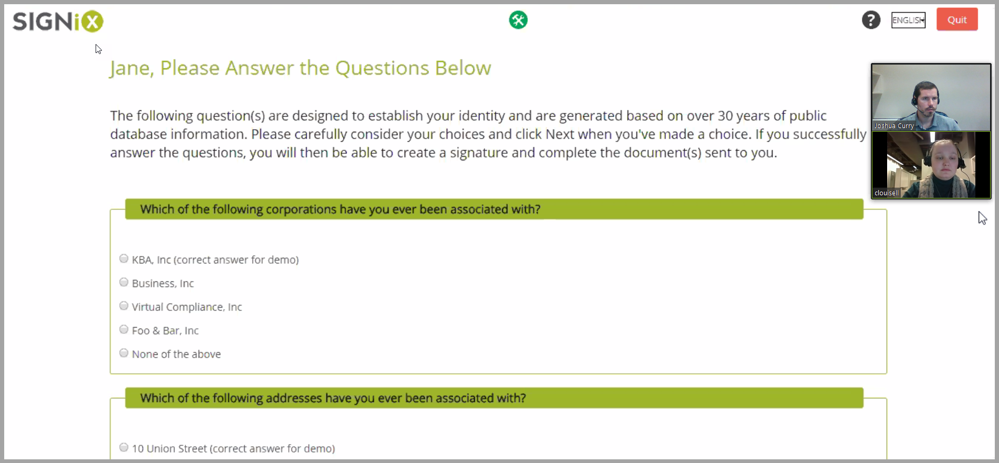 SIGNiX
?
ENGLISH
Quit
Jane, Please Answer the Questions Below
The following question(s) are designed to establish your identity and are generated based on over 30 years of public
database information. Please carefully consider your choices and click Next when you've made a choice. If you successfully
answer the questions, you will then be able to create a signature and complete the document(s) sent to you.
Joshua Curry
clouisell
Which of the following corporations have you ever been associated with?
KBA, Inc (correct answer for demo)
Business, Inc
Virtual Compliance, Inc
Foo & Bar, Inc
None of the above
Which of the following addresses have you ever been associated with?
10 Union Street (correct answer for demo)